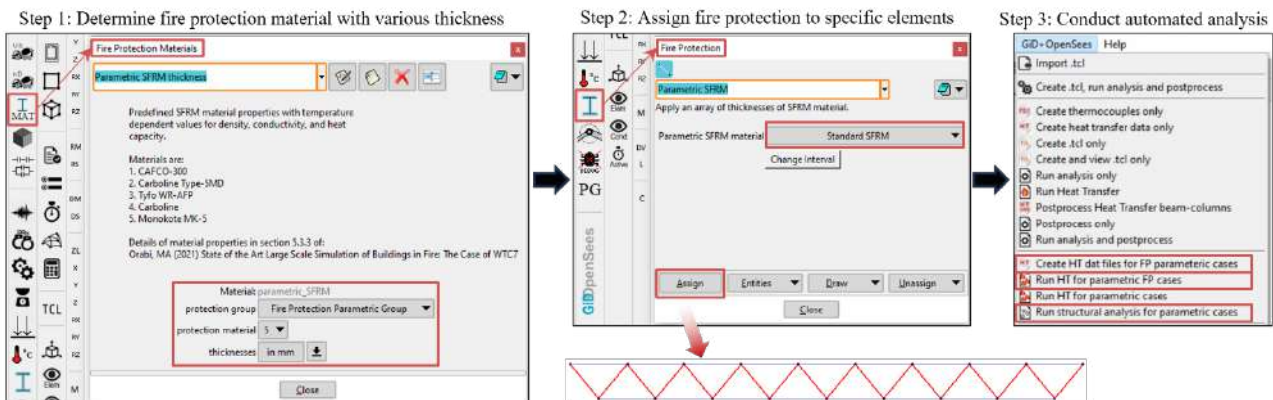 Step 1: Determine fire protection material with various thickness
Fire Protection Materials
Parametric SFRM thickness
MAT
Predefined SFRM material properties with temperature
dependent values for density, conductivity, and heat
capacity.
Materials are:
1. CAFCO-300
2. Carboline Type-5MD
3. Tyfo WR-AFP
4. Carboline
5. Monokote MK-5
Details of material properties in section 5.3.3 of:
Orabi, MA (2021) State of the Art Large Scale Simulation of Buildings in Fire: The Case of WTC7
Material: parametric_SFRM
protection group Fire Protection Parametric Group
protection material 5
thicknesses in mm
Close
TCL
Elem
Step 2: Assign fire protection to specific elements
Fire Protection
Parametric SFRM
Apply an array of thicknesses of SFRM material.
Parametric SFRM material Standard SFRM
Change Interval
Assign Entities Draw Unassign
Close
Elem
Cond
Active
PG
GiDOpenSees
Step 3: Conduct automated analysis
GiD+OpenSees Help
Import .tcl
Create .tcl, run analysis and postprocess
Create thermocouples only
Create heat transfer data only
Create .tcl only
Create and view .tcl only
Run analysis only
Run Heat Transfer
Postprocess Heat Transfer beam-columns
Postprocess only
Run analysis and postprocess
Create HT dat files for FP parameteric cases
Run HT for parametric FP cases
Run HT for parametric cases
Run structural analysis for parametric cases